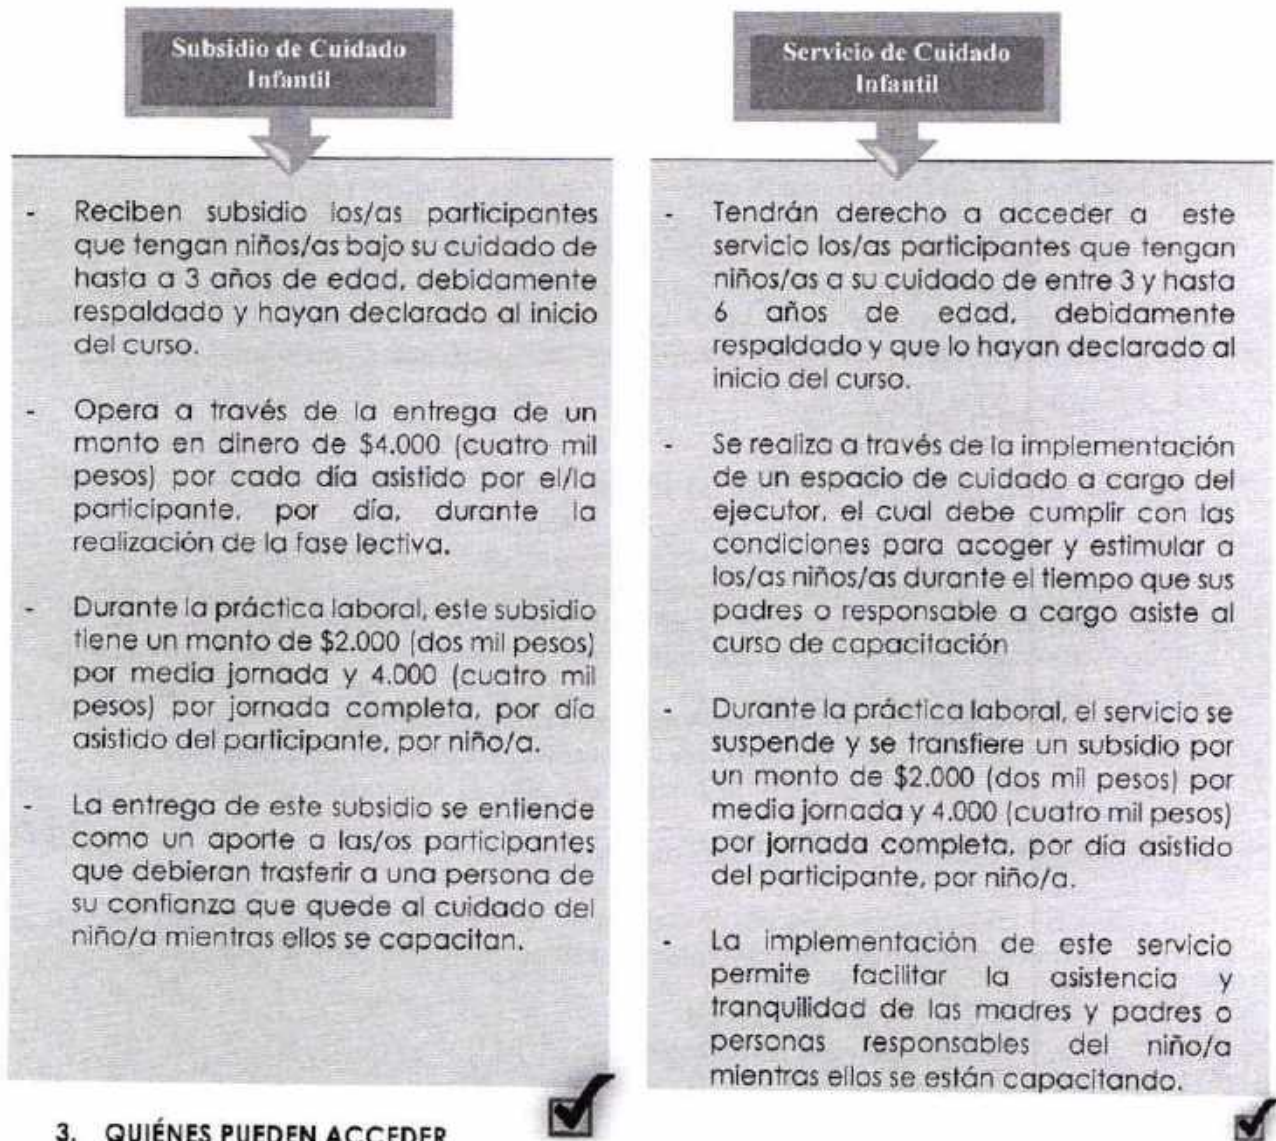 Subsidio de Cuidado
Infantil
- Reciben subsidio los/as participantes
que tengan niños/as bajo su cuidado de
hasta a 3 años de edad, debidamente
respaldado y hayan declarado al inicio
del curso.
- Opera a través de la entrega de un
monto en dinero de $4.000 (cuatro mil
pesos) por cada día asistido por el/la
participante, por día, durante la
realización de la fase lectiva.
- Durante la práctica laboral, este subsidio
tiene un monto de $2.000 (dos mil pesos)
por media jornada y 4.000 (cuatro mil
pesos) por jornada completa, por día
asistido del participante, por niño/a.
- La entrega de este subsidio se entiende
como un aporte a las/os participantes
que debieran trasferir a una persona de
su confianza que quede al cuidado del
niño/a mientras ellos se capacitan.
Servicio de Cuidado
Infantil
- Tendrán derecho a acceder a este
servicio los/as participantes que tengan
niños/as a su cuidado de entre 3 y hasta
6 años de edad, debidamente
respaldado y que lo hayan declarado al
inicio del curso.
- Se realiza a través de la implementación
de un espacio de cuidado a cargo del
ejecutor, el cual debe cumplir con las
condiciones para acoger y estimular a
los/as niños/as durante el tiempo que sus
padres o responsable a cargo asiste al
curso de capacitación
- Durante la práctica laboral, el servicio se
suspende y se transfiere un subsidio por
un monto de $2.000 (dos mil pesos) por
media jornada y 4.000 (cuatro mil pesos)
por jornada completa, por día asistido
del participante, por niño/a.
- La implementación de este servicio
permite facilitar la asistencia y
tranquilidad de las madres y padres o
personas responsables del niño/a
mientras ellos se están capacitando.
3. QUIÉNES PUEDEN ACCEDER